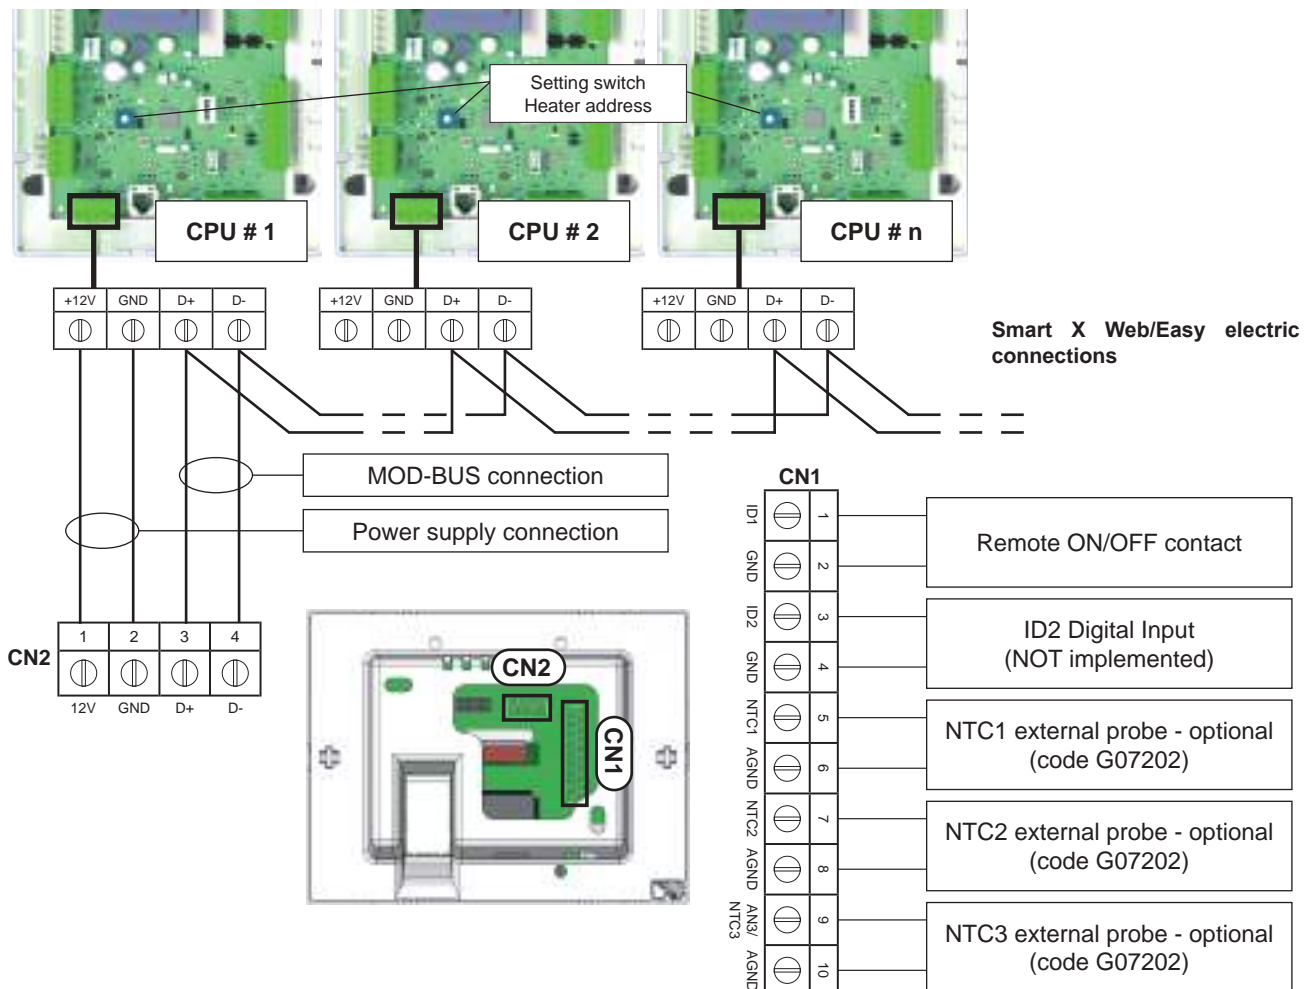 Setting switch
Heater address
CPU # 1
CPU # 2
CPU # n
+12V GND D+ D-
+12V GND D+ D-
+12V GND D+ D-
Smart X Web/Easy electric
connections
MOD-BUS connection
Power supply connection
CN2
1 2 3 4
12V GND D+ D-
CN2
CN1
CN1
ID1 1
GND 2
Remote ON/OFF contact
ID2 3
GND 4
ID2 Digital Input
(NOT implemented)
NTC1 5
AGND 6
NTC1 external probe - optional
(code G07202)
NTC2 7
AGND 8
NTC2 external probe - optional
(code G07202)
AN3/
NTC3 9
AGND 10
NTC3 external probe - optional
(code G07202)